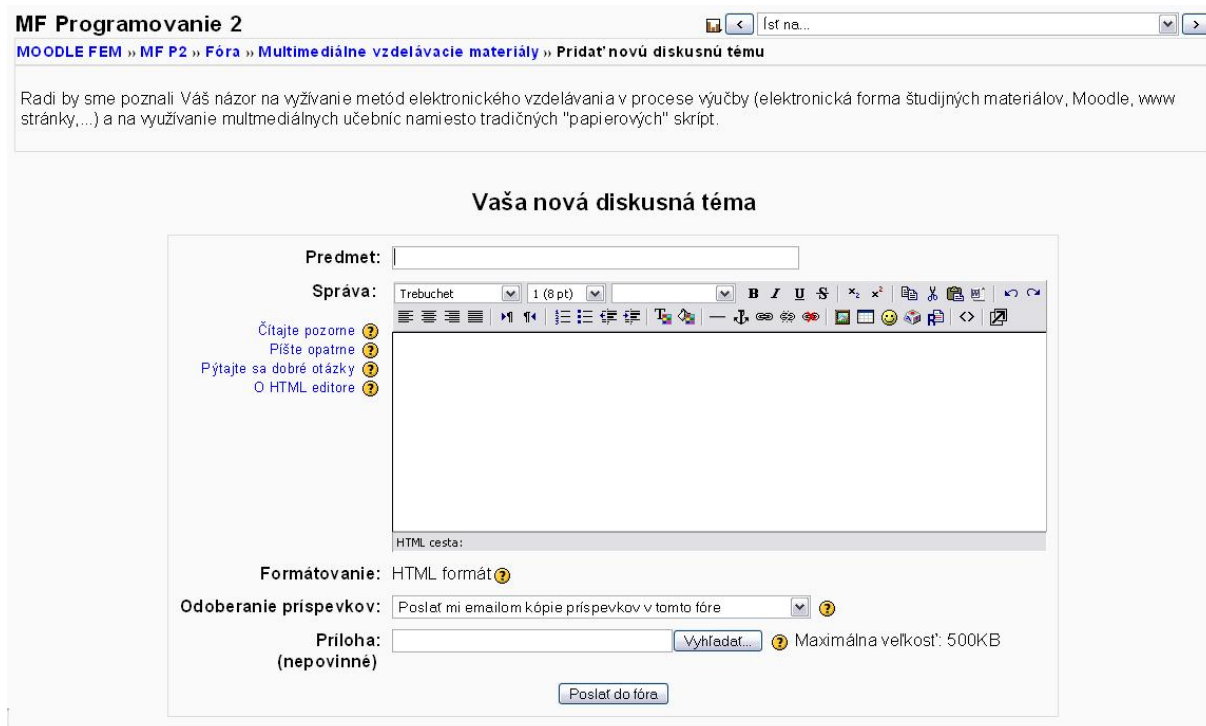 MF Programovanie 2
Ísť na...
MOODLE FEM » MF P2 » Fóra » Multimediálne vzdelávacie materiály » Pridať novú diskusnú tému
Radi by sme poznali Váš názor na vyžívanie metód elektronického vzdelávania v procese výučby (elektronická forma študijných materiálov, Moodle, www
stránky,...) a na využívanie multmediálnych učebníc namiesto tradičných "papierových" skrípt.
Vaša nová diskusná téma
Predmet:
Správa:
Trebuchet 1 (8 pt) B I U S
Čítajte pozorne
Píšte opatrne
Pýtajte sa dobré otázky
O HTML editore
HTML cesta:
Formátovanie: HTML formát
Odoberanie príspevkov: Poslať mi emailom kópie príspevkov v tomto fóre
Príloha: Vyhľadať... Maximálna veľkosť: 500KB
(nepovinné)
Poslať do fóra